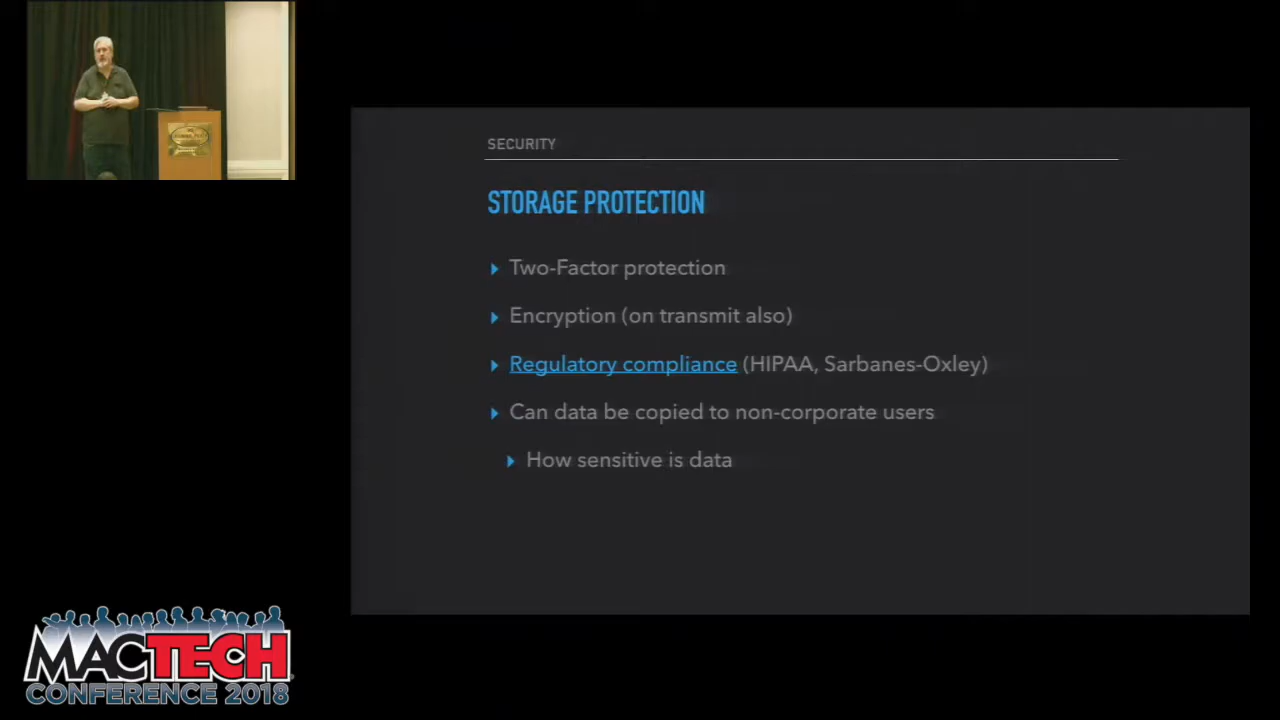 SECURITY
STORAGE PROTECTION
Two-Factor protection
Encryption (on transmit also)
Regulatory compliance (HIPAA, Sarbanes-Oxley)
Can data be copied to non-corporate users
How sensitive is data
MACTECH
CONFERENCE 2018